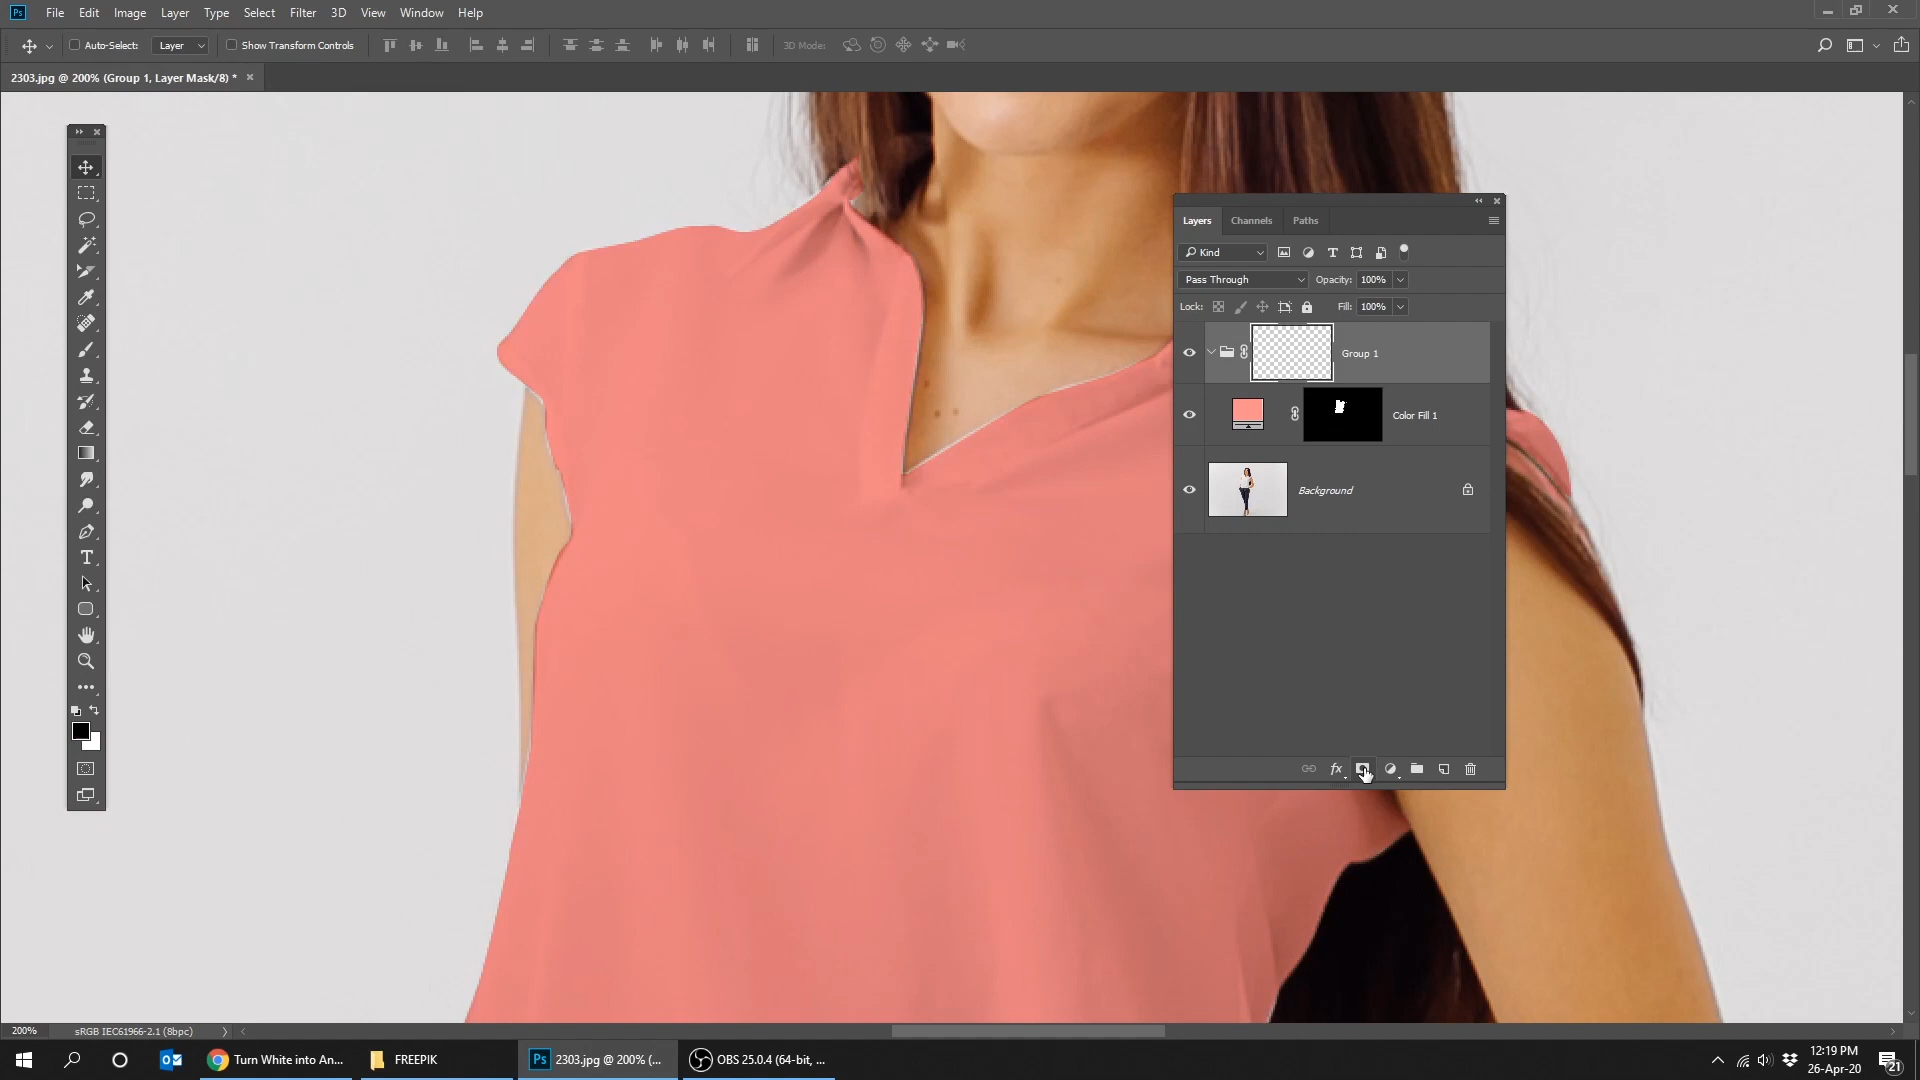 Ps File Edit Image Layer Type Select Filter 3D View Window Help
Auto-Select: Layer Show Transform Controls 3D Mode:
2303.jpg @ 200% (Group 1, Layer Mask/8) *
Layers Channels Paths
Kind
Pass Through Opacity: 100%
Lock: Fill: 100%
Group 1
Color Fill 1
Background
fx
200% sRGB IEC61966-2.1 (8bpc)
Turn White into An...
FREEPIK
Ps 2303.jpg @ 200% (...
OBS 25.0.4 (64-bit, ...
12:19 PM
26-Apr-20
21